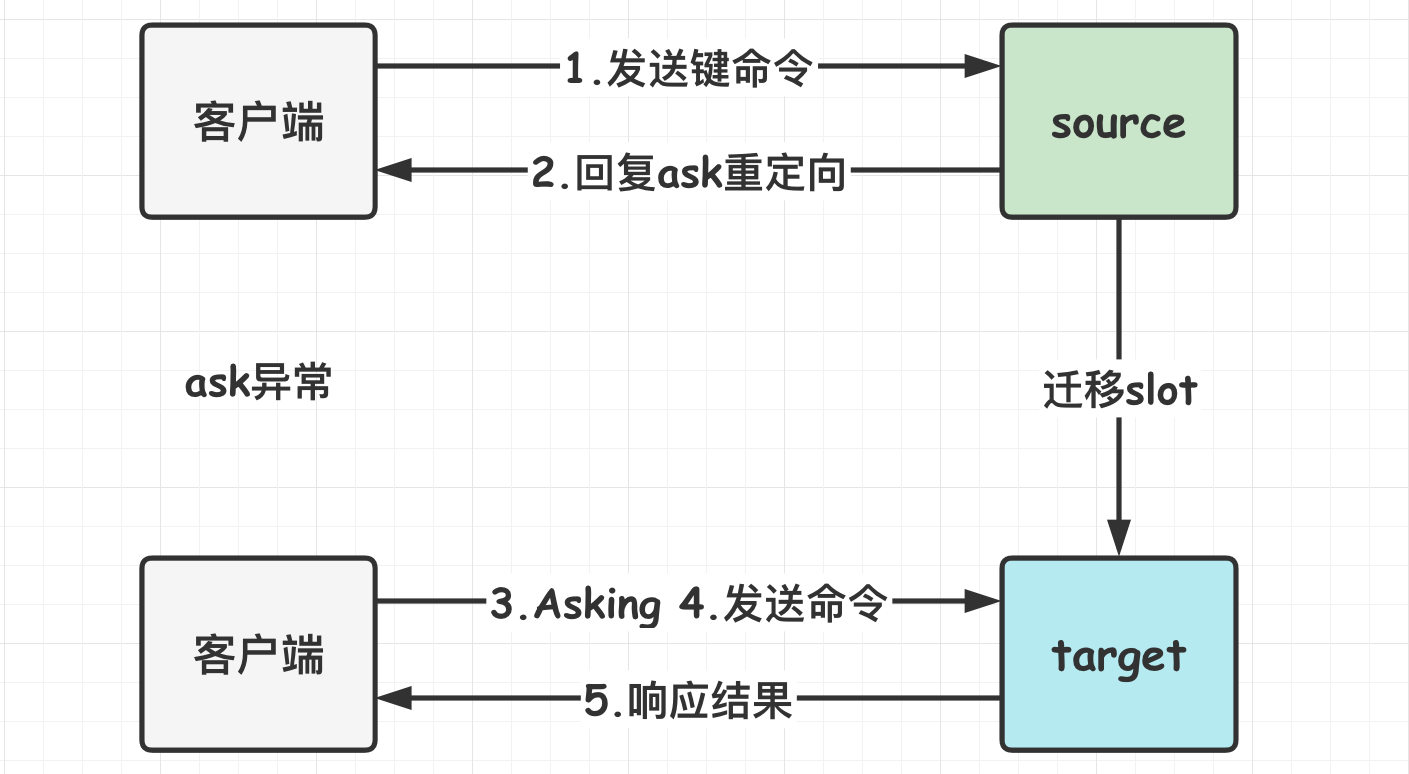 1.发送键命令
客户端
source
2.回复ask重定向
ask异常
迁移slot
3.Asking 4.发送命令
客户端
target
5.响应结果